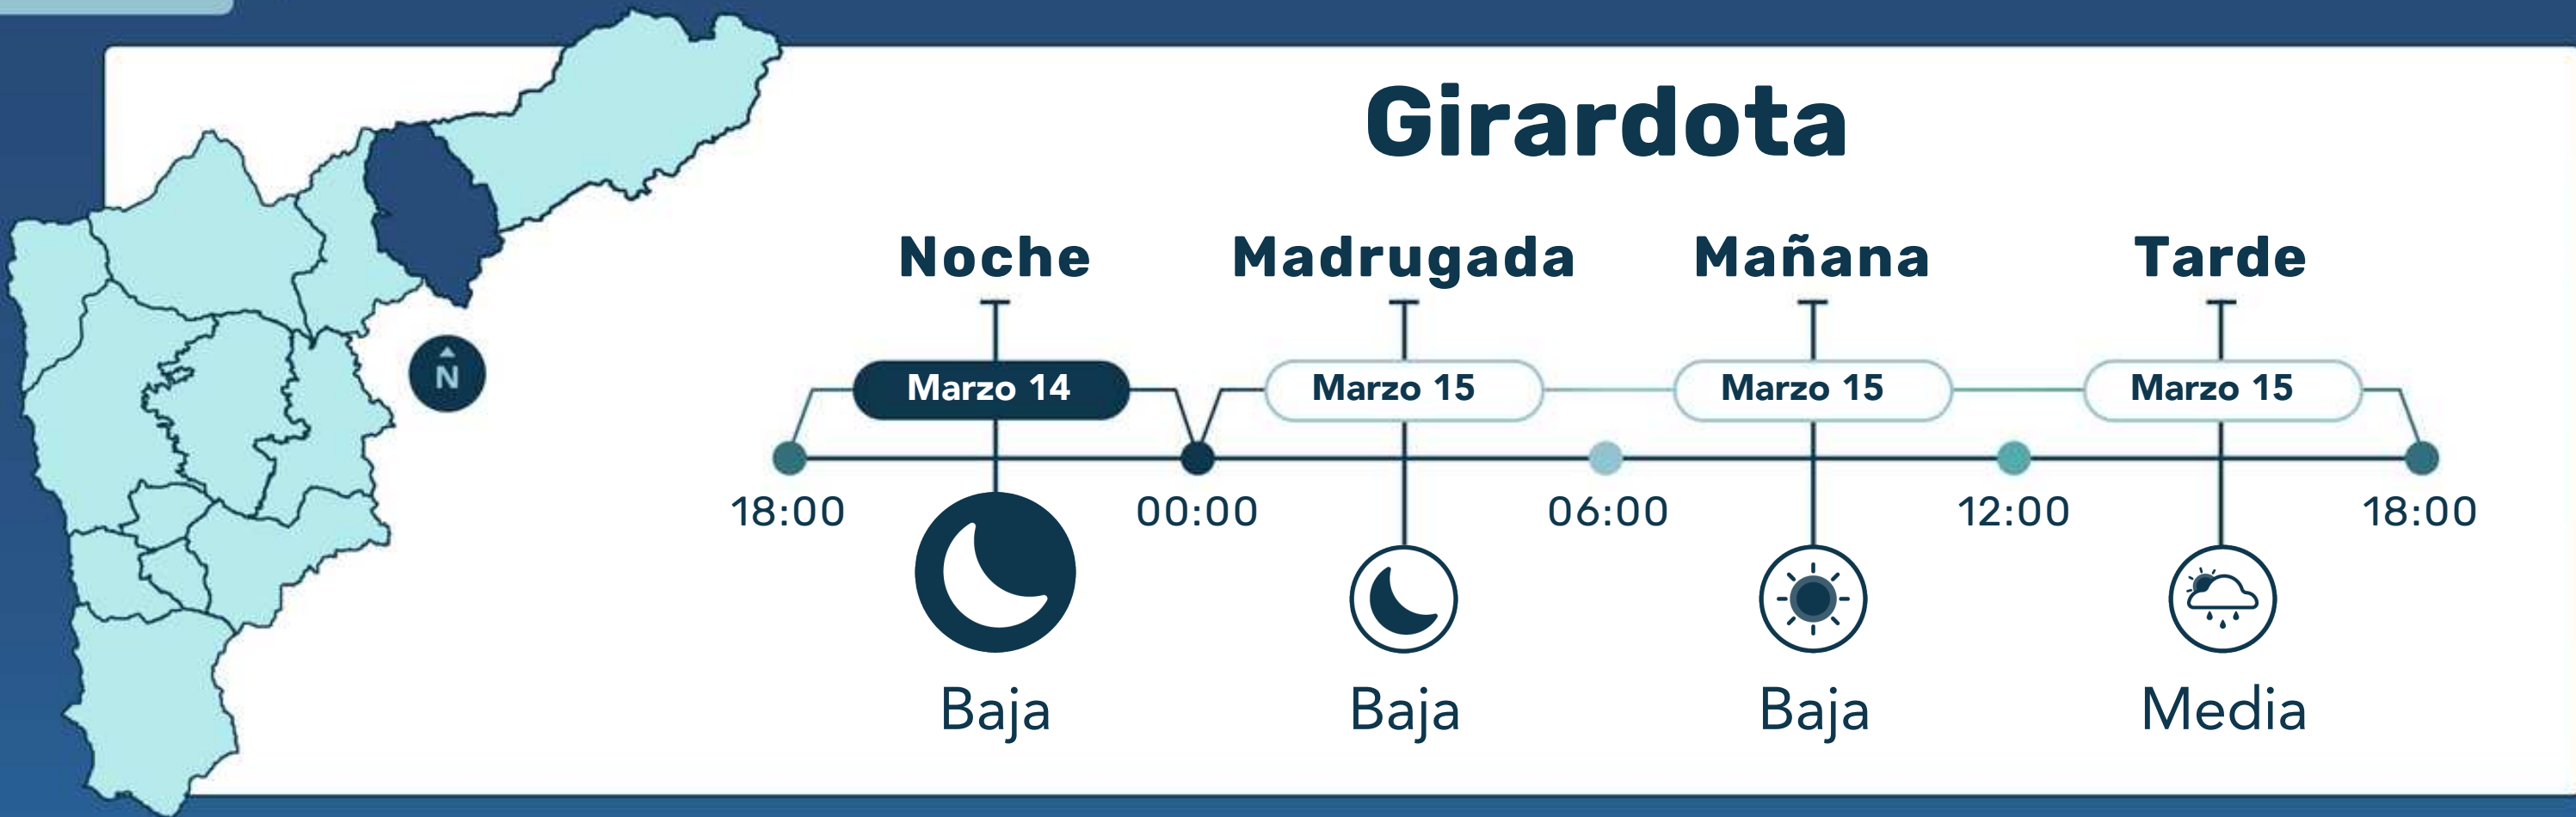 Girardota
Noche Madrugada Mañana Tarde
N
Marzo 14 Marzo 15 Marzo 15 Marzo 15
18:00 00:00 06:00 12:00 18:00
Baja Baja Baja Media